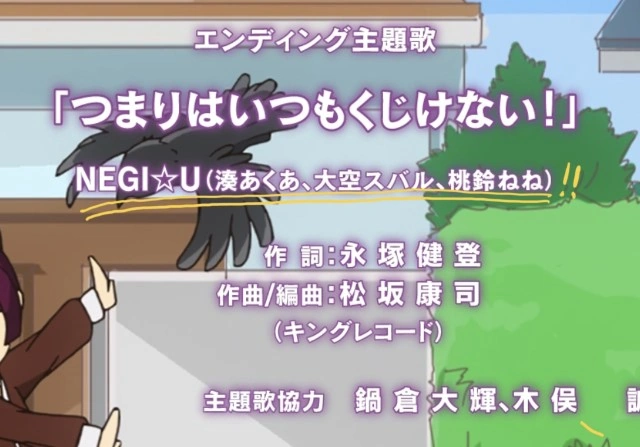 エンディング主題歌
「つまりはいつもくじけない！」
NEGI☆U（湊あくあ、大空スバル、桃鈴ねね）!!
作 詞：永 塚 健 登
作曲/編曲：松 坂 康 司
（キングレコード）
主題歌協力　鍋 倉 大 輝、木 俣